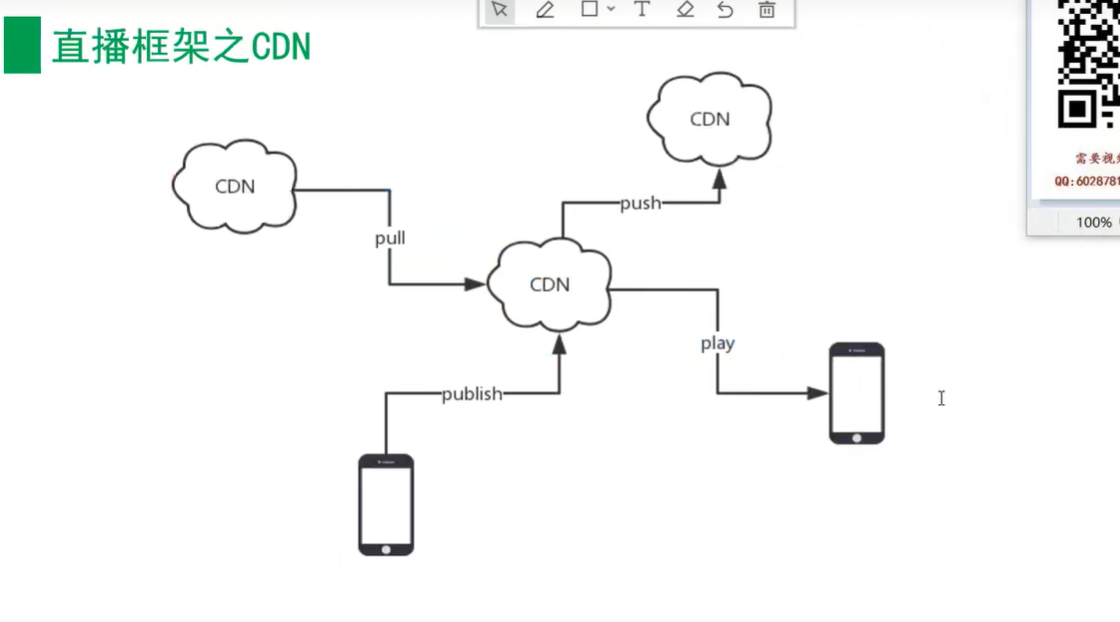 直播框架之CDN
CDN
CDN
pull
push
CDN
play
publish
需要视
QQ:6028781
100%